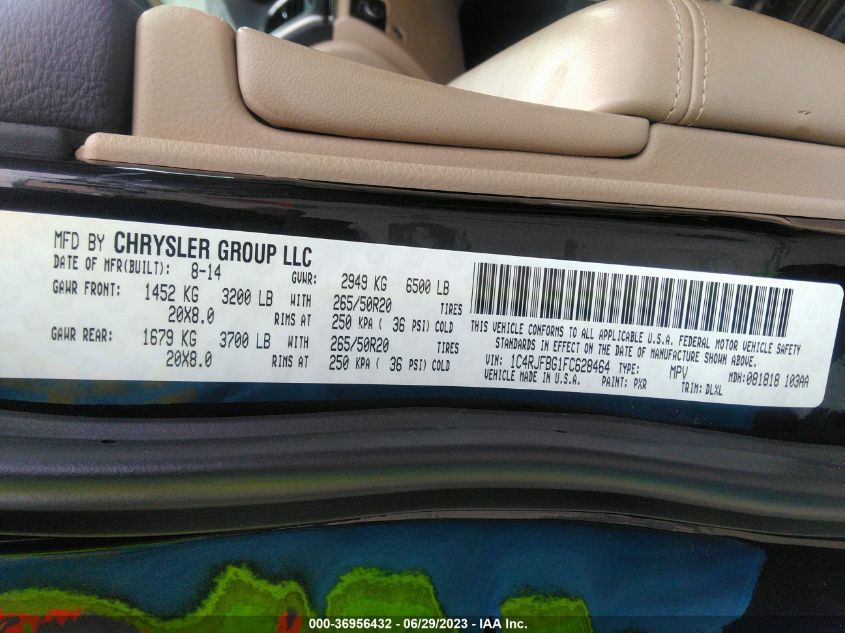 MFD BY CHRYSLER GROUP LLC
DATE OF MFR(BUILT): 8-14 GVWR: 2949 KG 6500 LB
GAWR FRONT: 1452 KG 3200 LB WITH 265/50R20 TIRES
20X8.0 RIMS AT 250 KPA ( 36 PSI) COLD
GAWR REAR: 1679 KG 3700 LB WITH 265/50R20 TIRES
20X8.0 RIMS AT 250 KPA ( 36 PSI) COLD
THIS VEHICLE CONFORMS TO ALL APPLICABLE U.S.A. FEDERAL MOTOR VEHICLE SAFETY
STANDARDS IN EFFECT ON THE DATE OF MANUFACTURE SHOWN ABOVE.
VIN: 1C4RJFBG1FC628464 TYPE: MPV MDH:081818 103AA
VEHICLE MADE IN U.S.A. PAINT: PXR TRIM: DLXL
000-36956432 / 06/29/2023 - IAA Inc.